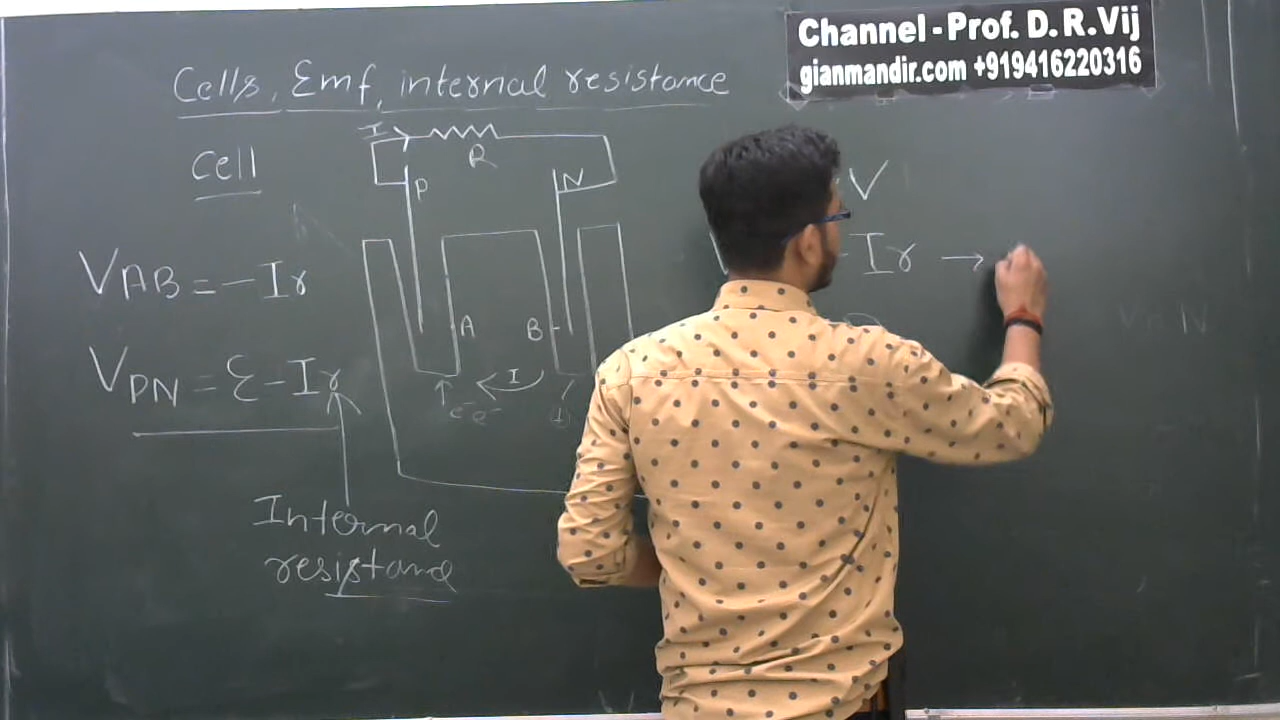 Channel - Prof. D. R. Vij
gianmandir.com +919416220316
Cells, Emf, internal resistance
Cell
I
R
P
N
V
VAB = - Ir
- Ir →
A
B
VPN = ε - Ir
I
e⁻ e⁻
Internal
resistance